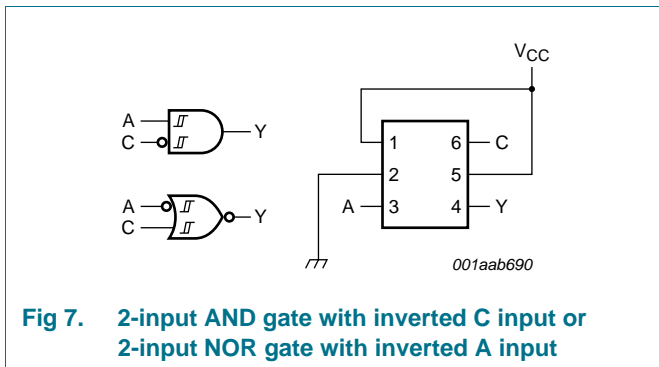 VCC
A
C
Y
A
C
Y
1
2
3
6
5
4
A
C
Y
001aab690
Fig 7. 2-input AND gate with inverted C input or
2-input NOR gate with inverted A input